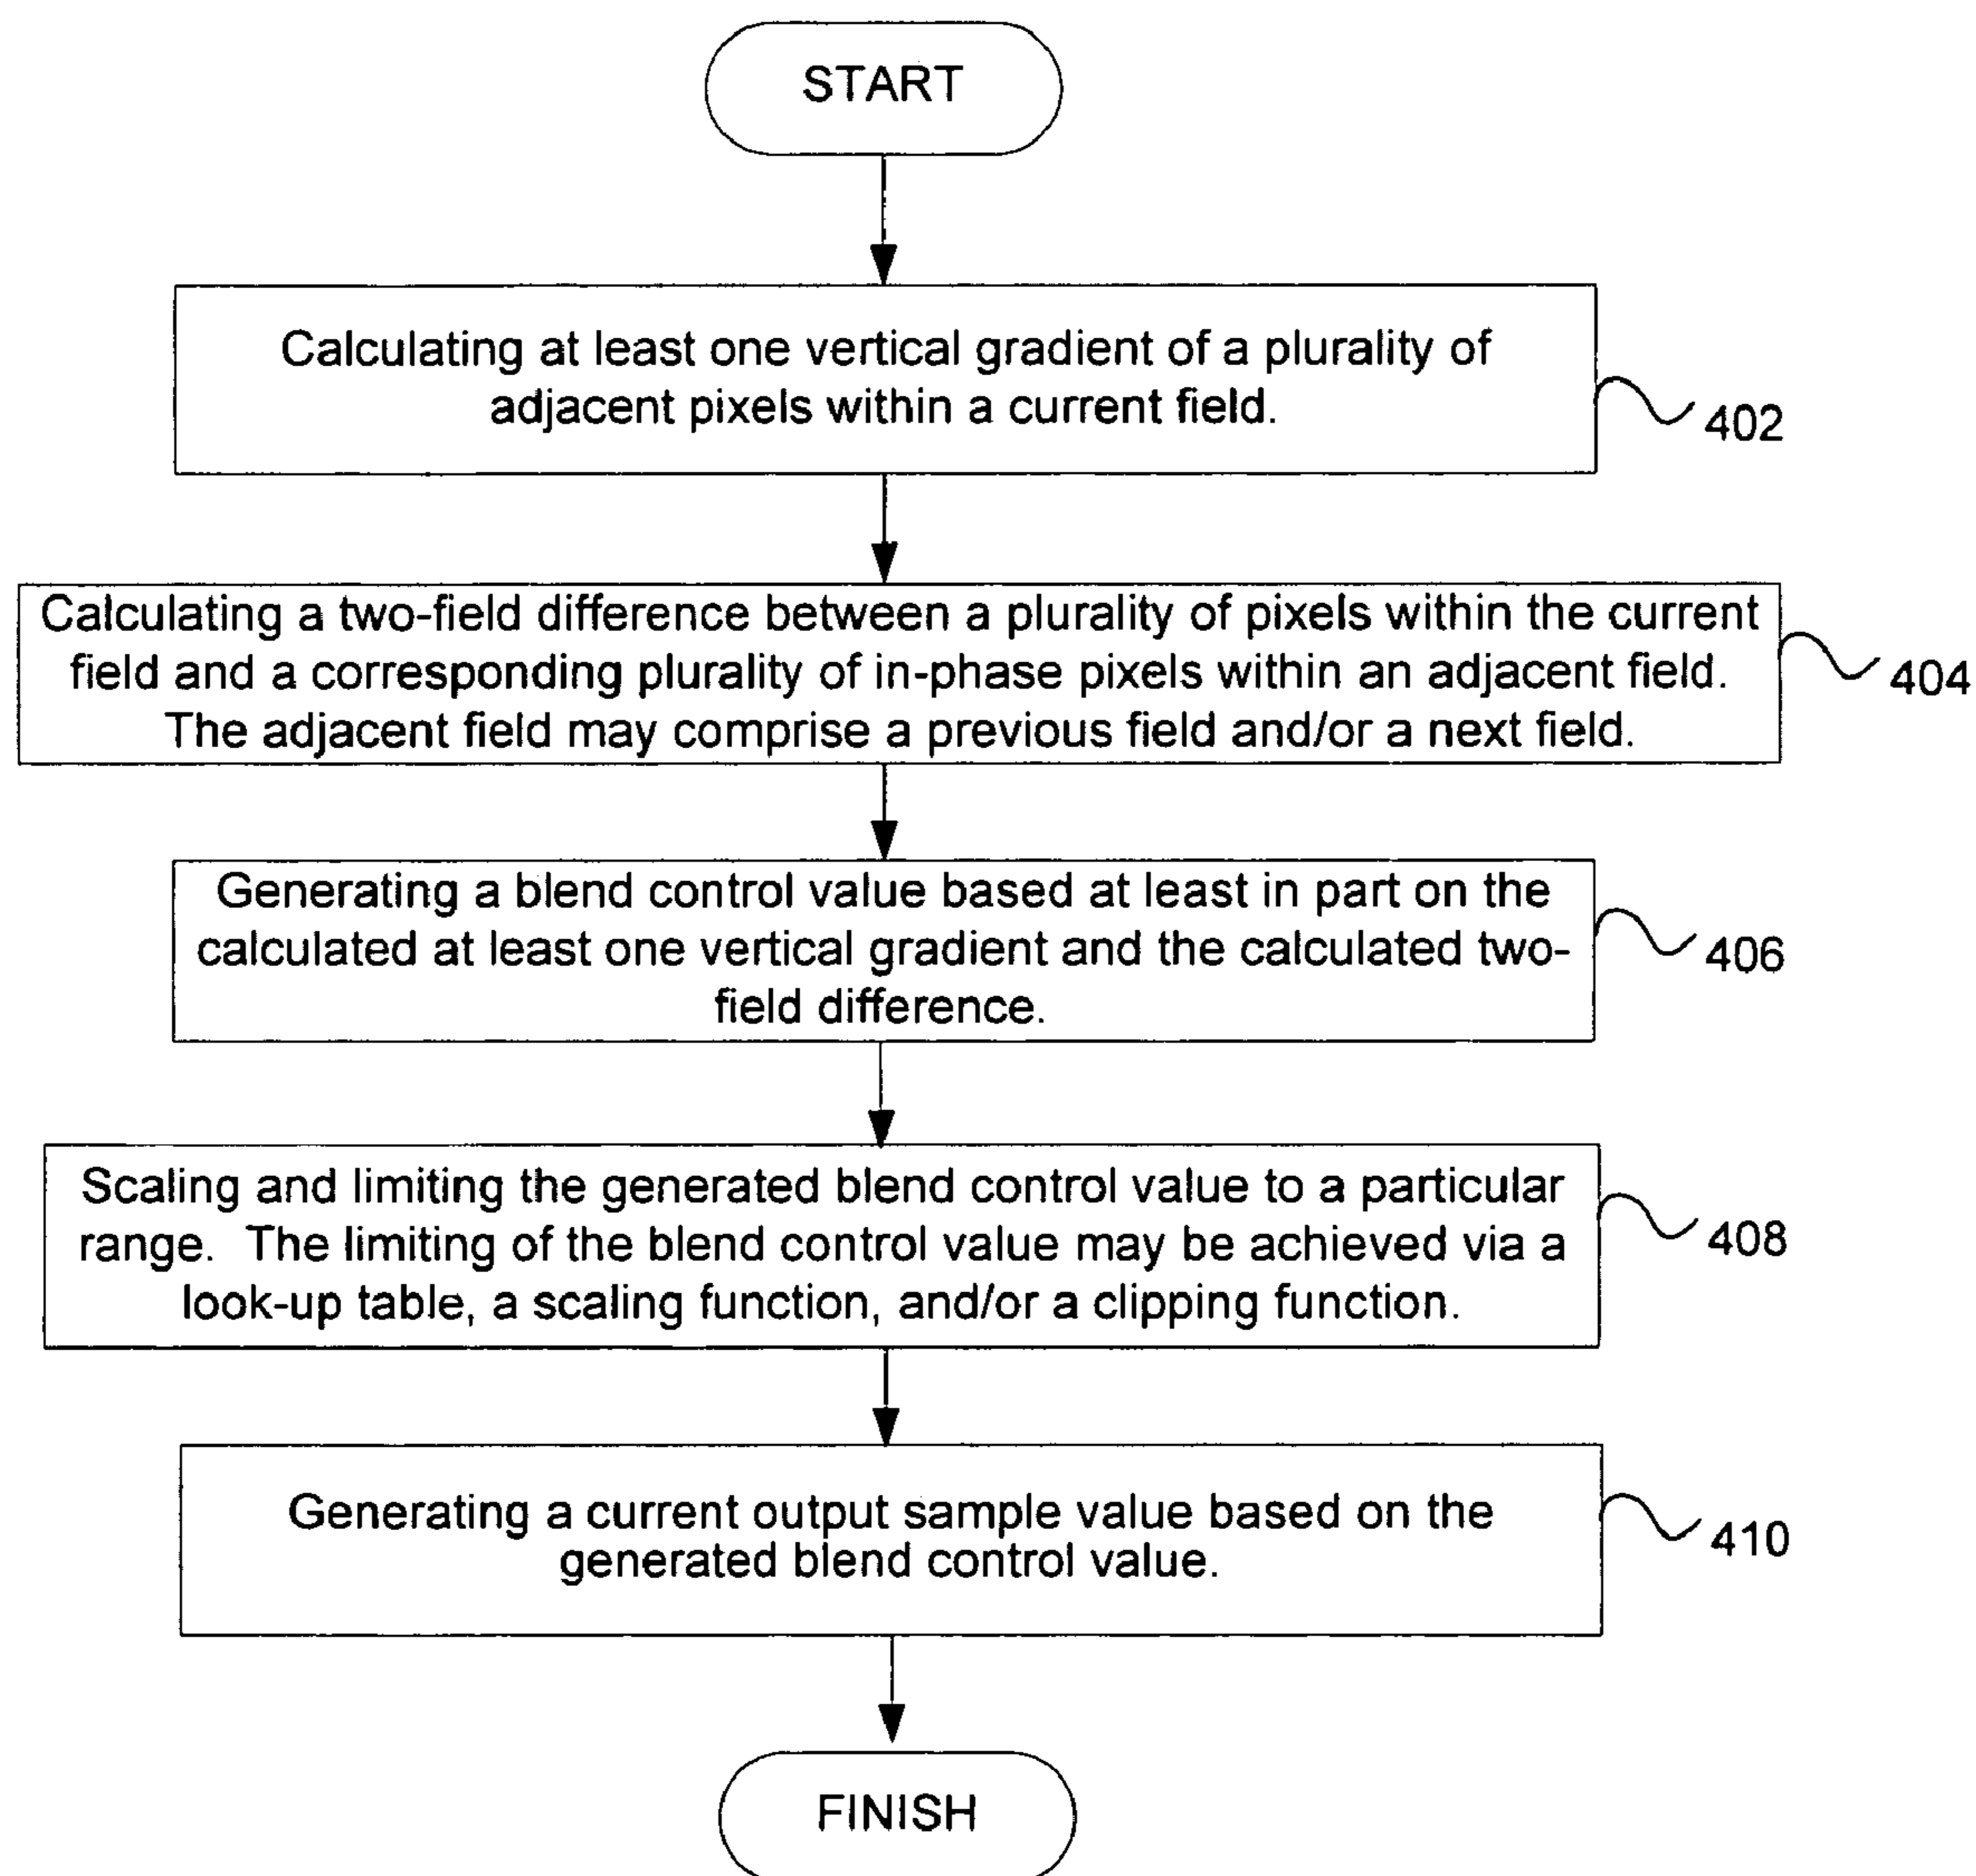 START
Calculating at least one vertical gradient of a plurality of
adjacent pixels within a current field.
402
Calculating a two-field difference between a plurality of pixels within the current
field and a corresponding plurality of in-phase pixels within an adjacent field.
The adjacent field may comprise a previous field and/or a next field.
404
Generating a blend control value based at least in part on the
calculated at least one vertical gradient and the calculated two-
field difference.
406
Scaling and limiting the generated blend control value to a particular
range.  The limiting of the blend control value may be achieved via a
look-up table, a scaling function, and/or a clipping function.
408
Generating a current output sample value based on the
generated blend control value.
410
FINISH